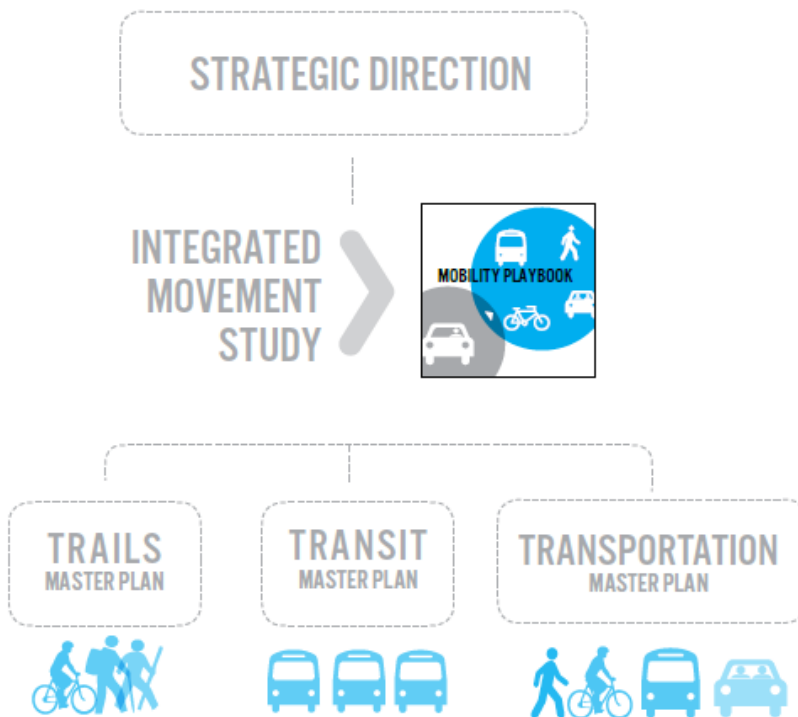 STRATEGIC DIRECTION
INTEGRATED
MOVEMENT
STUDY
MOBILITY PLAYBOOK
TRAILS
MASTER PLAN
TRANSIT
MASTER PLAN
TRANSPORTATION
MASTER PLAN